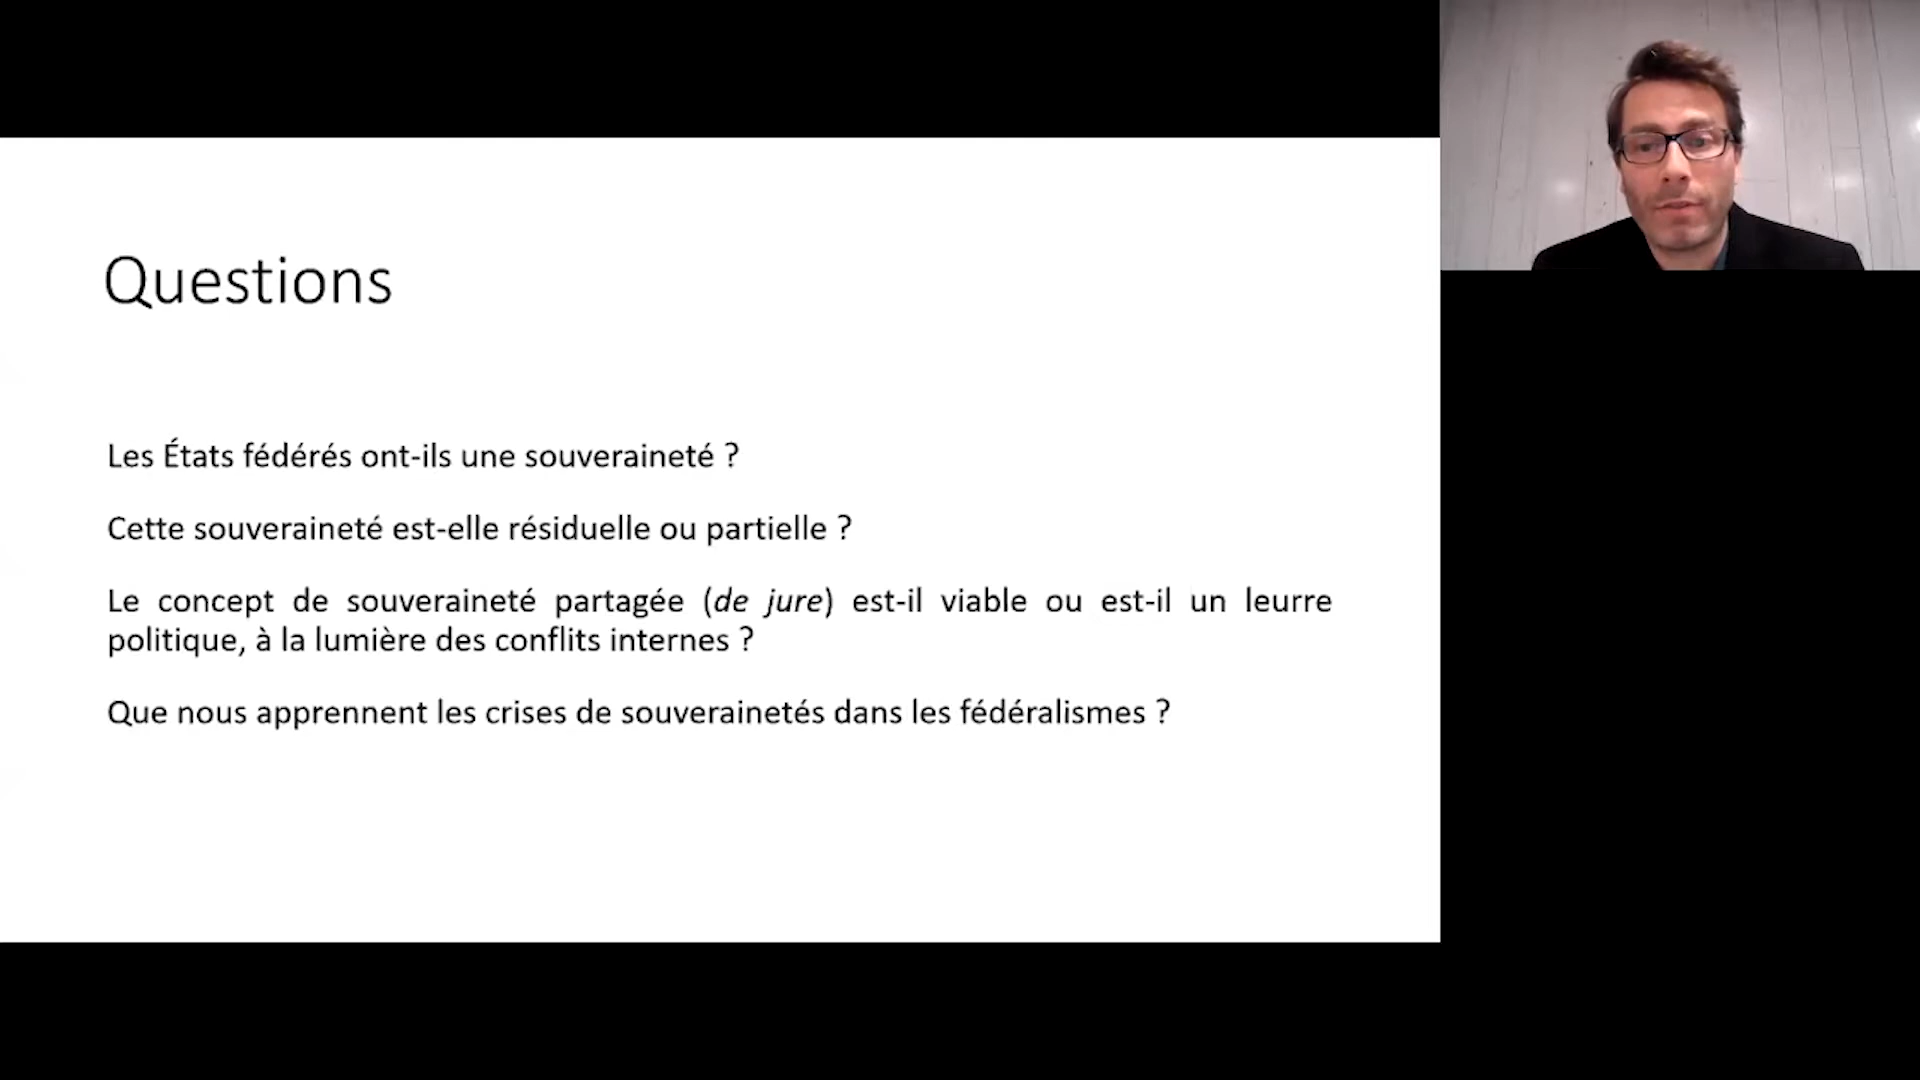 Questions
Les États fédérés ont-ils une souveraineté ?
Cette souveraineté est-elle résiduelle ou partielle ?
Le concept de souveraineté partagée (de jure) est-il viable ou est-il un leurre
politique, à la lumière des conflits internes ?
Que nous apprennent les crises de souverainetés dans les fédéralismes ?